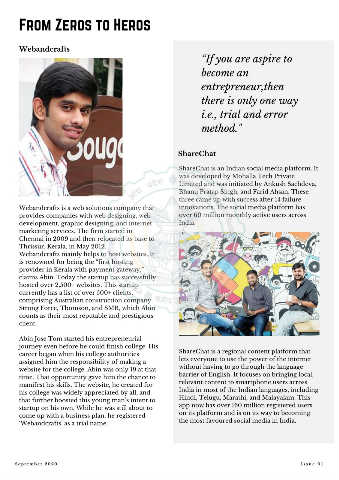 From Zeros to Heros
Webandcrafts
Webandcrafts is a web solutions company that
provides companies with web designing, web
development, graphic designing and internet
marketing services. The firm started in
Chennai in 2009 and then relocated its base to
Thrissur, Kerala, in May 2012.
Webandcrafts mainly helps to host websites. It
is renowned for being the "first hosting
provider in Kerala with payment gateway,"
claims Abin. Today the startup has successfully
hosted over 2,500+ websites. This startup
currently has a list of over 500+ clients,
comprising Australian construction company
Strong Force, Thomson, and SMR, which Abin
counts as their most reputable and prestigious
client.
Abin Jose Tom started his entrepreneurial
journey even before he could finish college. His
career began when his college authorities
assigned him the responsibility of making a
website for the college. Abin was only 19 at that
time. That opportunity gave him the chance to
manifest his skills. The website, he created for
his college was widely appreciated by all, and
that further boosted this young man's intent to
startup on his own. While he was still about to
come up with a business plan, he registered
'Webandcrafts' as a trial name.
"If you are aspire to
become an
entrepreneur,then
there is only one way
i.e., trial and error
method."
ShareChat
ShareChat is an Indian social media platform. It
was developed by Mohalla Tech Private
Limited and was initiated by Ankush Sachdeva,
Bhanu Pratap Singh, and Farid Ahsan. These
three came up with success after 14 failure
innovations. The social media platform has
over 60 million monthly active users across
India.
ShareChat is a regional content platform that
lets everyone to use the power of the internet
without having to go through the language
barrier of English. It focuses on bringing local
relevant content to smartphone users across
India in most of the Indian languages, including
Hindi, Telugu, Marathi, and Malayalam. This
app now has over 160 million registered users
on its platform and is on its way to becoming
the most favoured social media in India.
September 2020